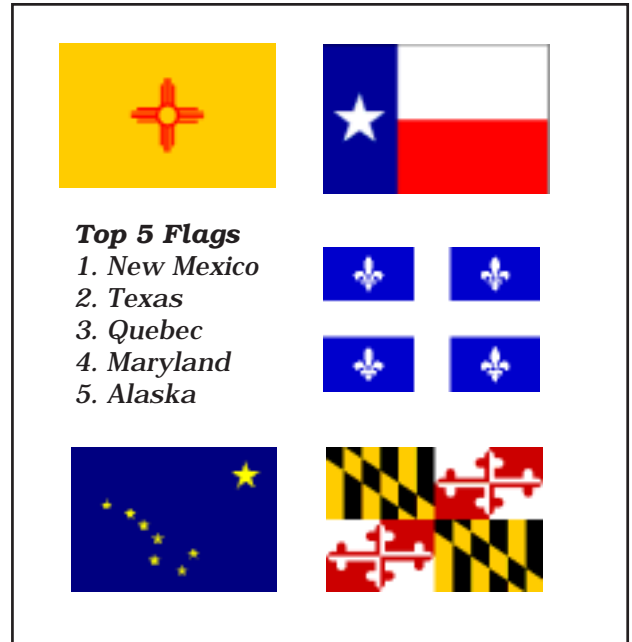 Top 5 Flags
1. New Mexico
2. Texas
3. Quebec
4. Maryland
5. Alaska